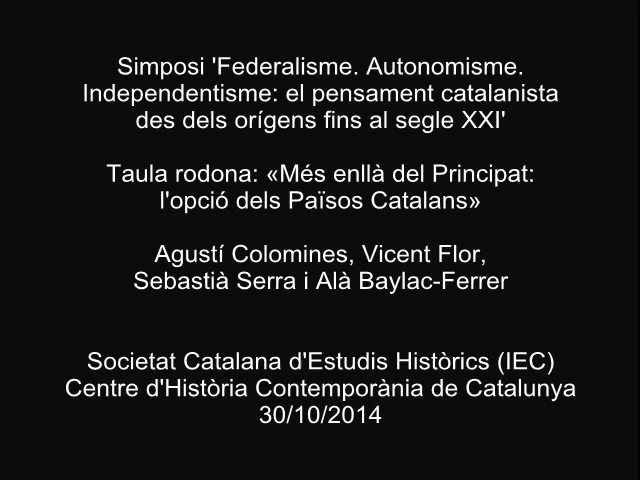 Simposi 'Federalisme. Autonomisme.
Independentisme: el pensament catalanista
des dels orígens fins al segle XXI'
Taula rodona: «Més enllà del Principat:
l'opció dels Països Catalans»
Agustí Colomines, Vicent Flor,
Sebastià Serra i Alà Baylac-Ferrer
Societat Catalana d'Estudis Històrics (IEC)
Centre d'Història Contemporània de Catalunya
30/10/2014